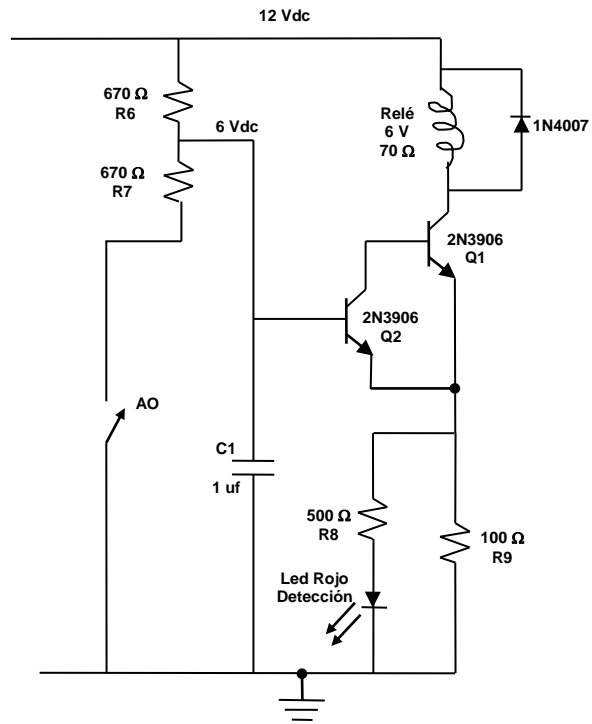 12 Vdc
670 Ω
R6
6 Vdc
Relé
6 V
70 Ω
1N4007
670 Ω
R7
2N3906
Q1
2N3906
Q2
AO
C1
1 uf
500 Ω
R8
100 Ω
R9
Led Rojo
Detección